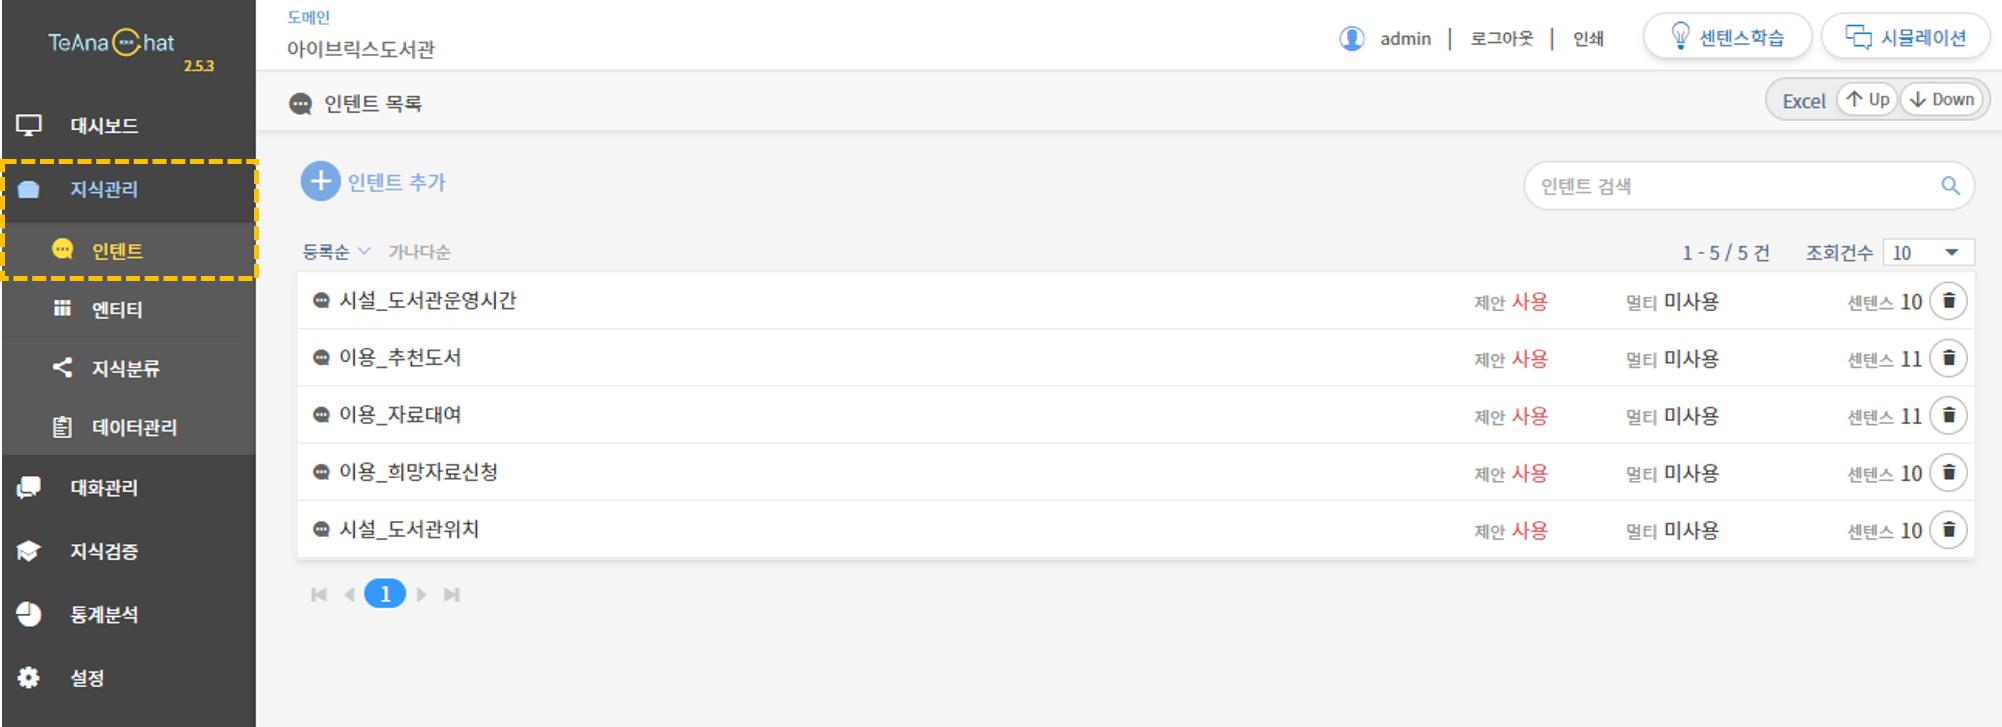 TeAna Chat
2.5.3
대시보드
지식관리
인텐트
엔티티
지식분류
데이터관리
대화관리
지식검증
통계분석
설정
도메인
아이브릭스도서관
admin | 로그아웃 | 인쇄
센텐스학습
시뮬레이션
인텐트 목록
Excel Up Down
인텐트 추가
인텐트 검색
등록순 가나다순
1 - 5 / 5 건 조회건수 10
시설_도서관운영시간 제안 사용 멀티 미사용 센텐스 10
이용_추천도서 제안 사용 멀티 미사용 센텐스 11
이용_자료대여 제안 사용 멀티 미사용 센텐스 11
이용_희망자료신청 제안 사용 멀티 미사용 센텐스 10
시설_도서관위치 제안 사용 멀티 미사용 센텐스 10
1